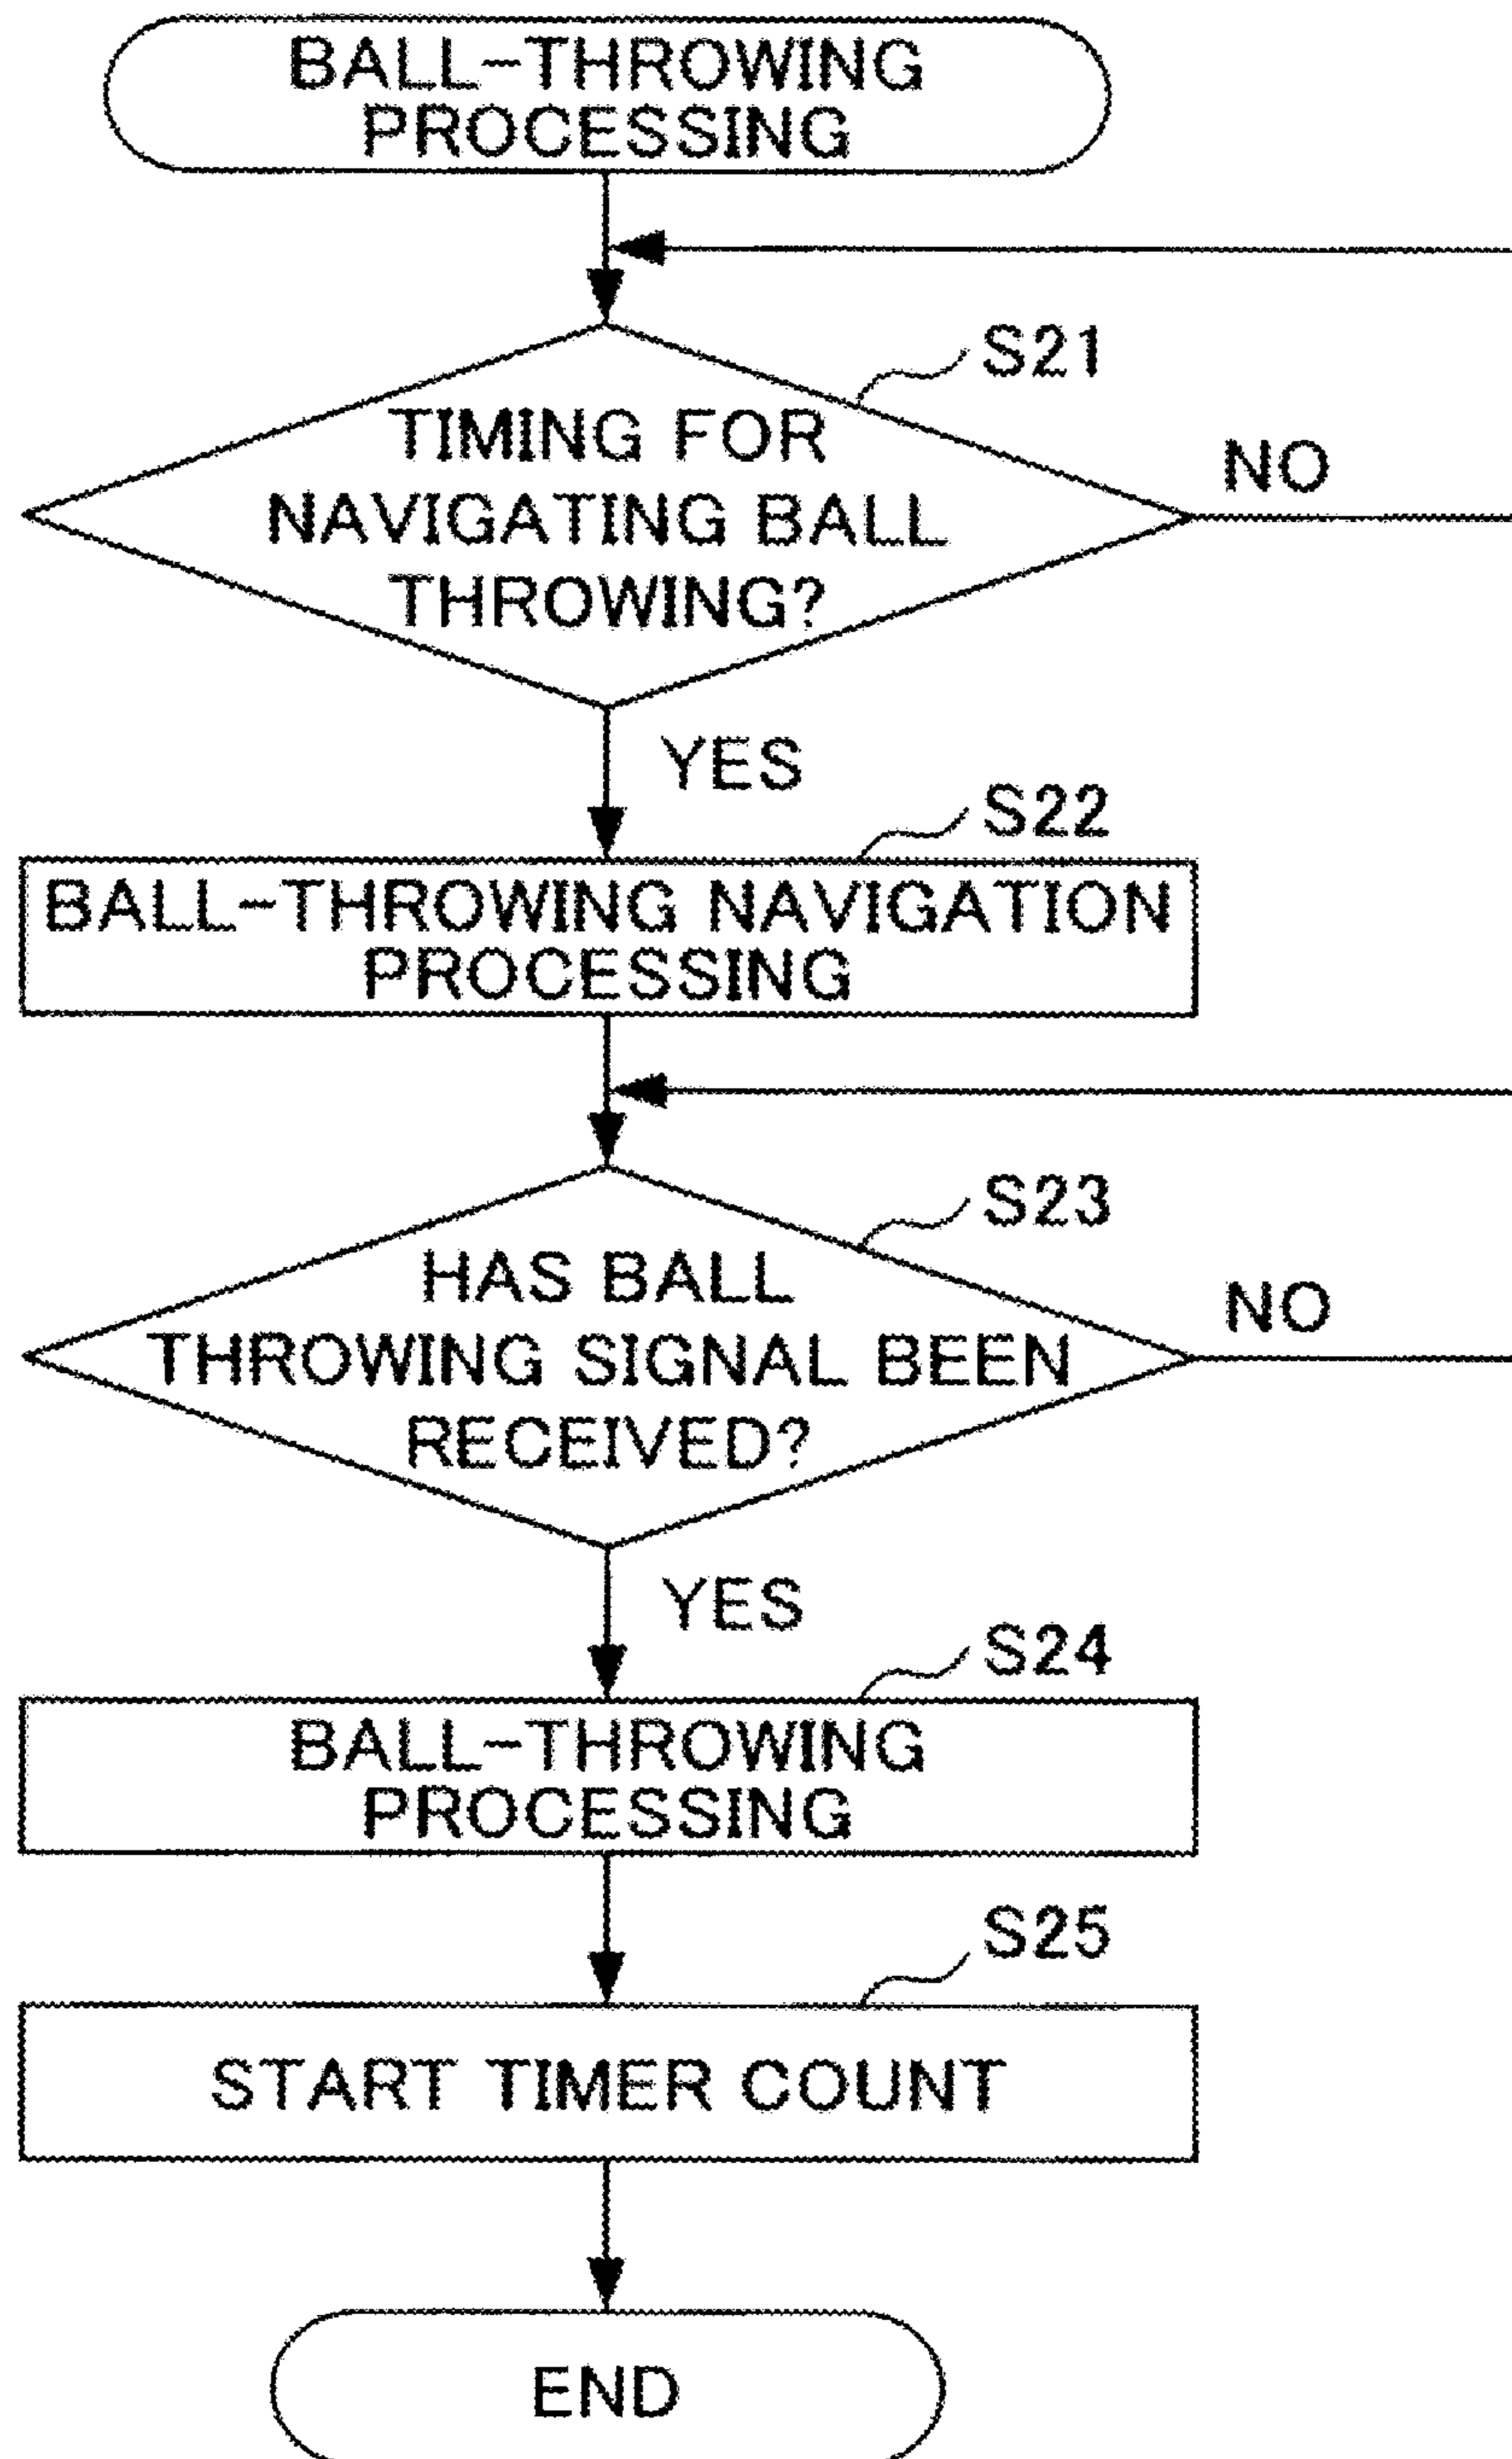 BALL-THROWING
PROCESSING
S21
TIMING FOR
NAVIGATING BALL
THROWING?
NO
YES
S22
BALL-THROWING NAVIGATION
PROCESSING
S23
HAS BALL
THROWING SIGNAL BEEN
RECEIVED?
NO
YES
S24
BALL-THROWING
PROCESSING
S25
START TIMER COUNT
END